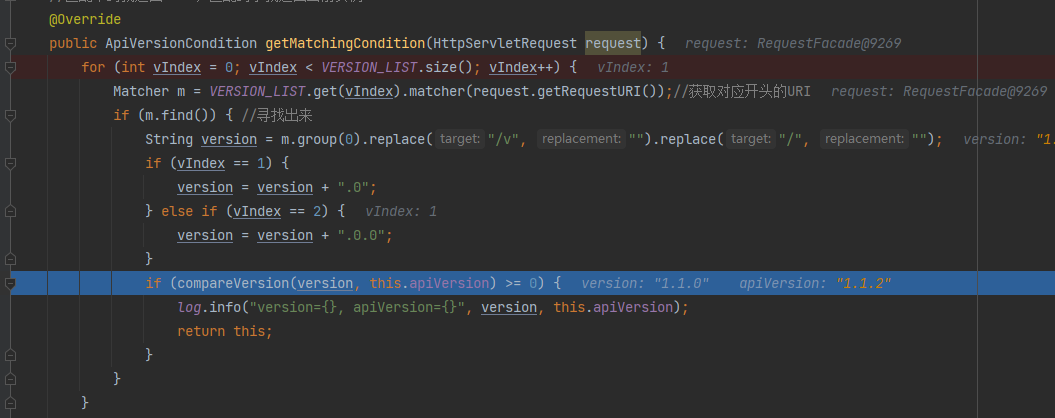 @Override
public ApiVersionCondition getMatchingCondition(HttpServletRequest request) { request: RequestFacade@9269
for (int vIndex = 0; vIndex < VERSION_LIST.size(); vIndex++) { vIndex: 1
Matcher m = VERSION_LIST.get(vIndex).matcher(request.getRequestURI());//获取对应开头的URI request: RequestFacade@9269
if (m.find()) { //寻找出来
String version = m.group(0).replace( target: "/v", replacement: "").replace( target: "/", replacement: ""); version: "1.
if (vIndex == 1) {
version = version + ".0";
} else if (vIndex == 2) { vIndex: 1
version = version + ".0.0";
}
if (compareVersion(version, this.apiVersion) >= 0) { version: "1.1.0" apiVersion: "1.1.2"
log.info("version={}, apiVersion={}", version, this.apiVersion);
return this;
}
}
}